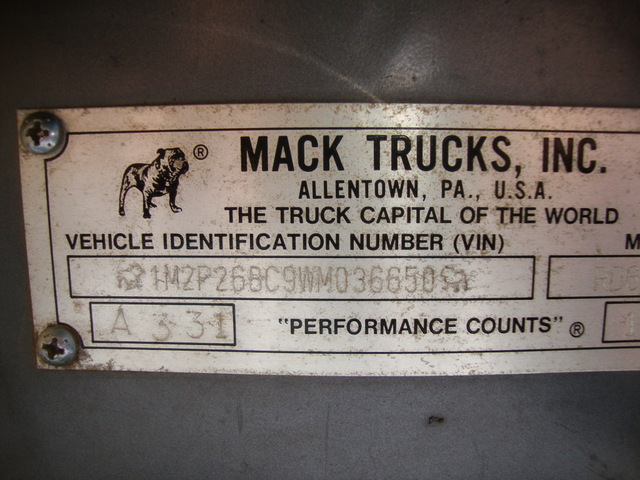 ® MACK TRUCKS, INC.
ALLENTOWN, PA., U.S.A.
THE TRUCK CAPITAL OF THE WORLD
VEHICLE IDENTIFICATION NUMBER (VIN) M
1M2P268C9WM036650
A 331 "PERFORMANCE COUNTS" ® 1